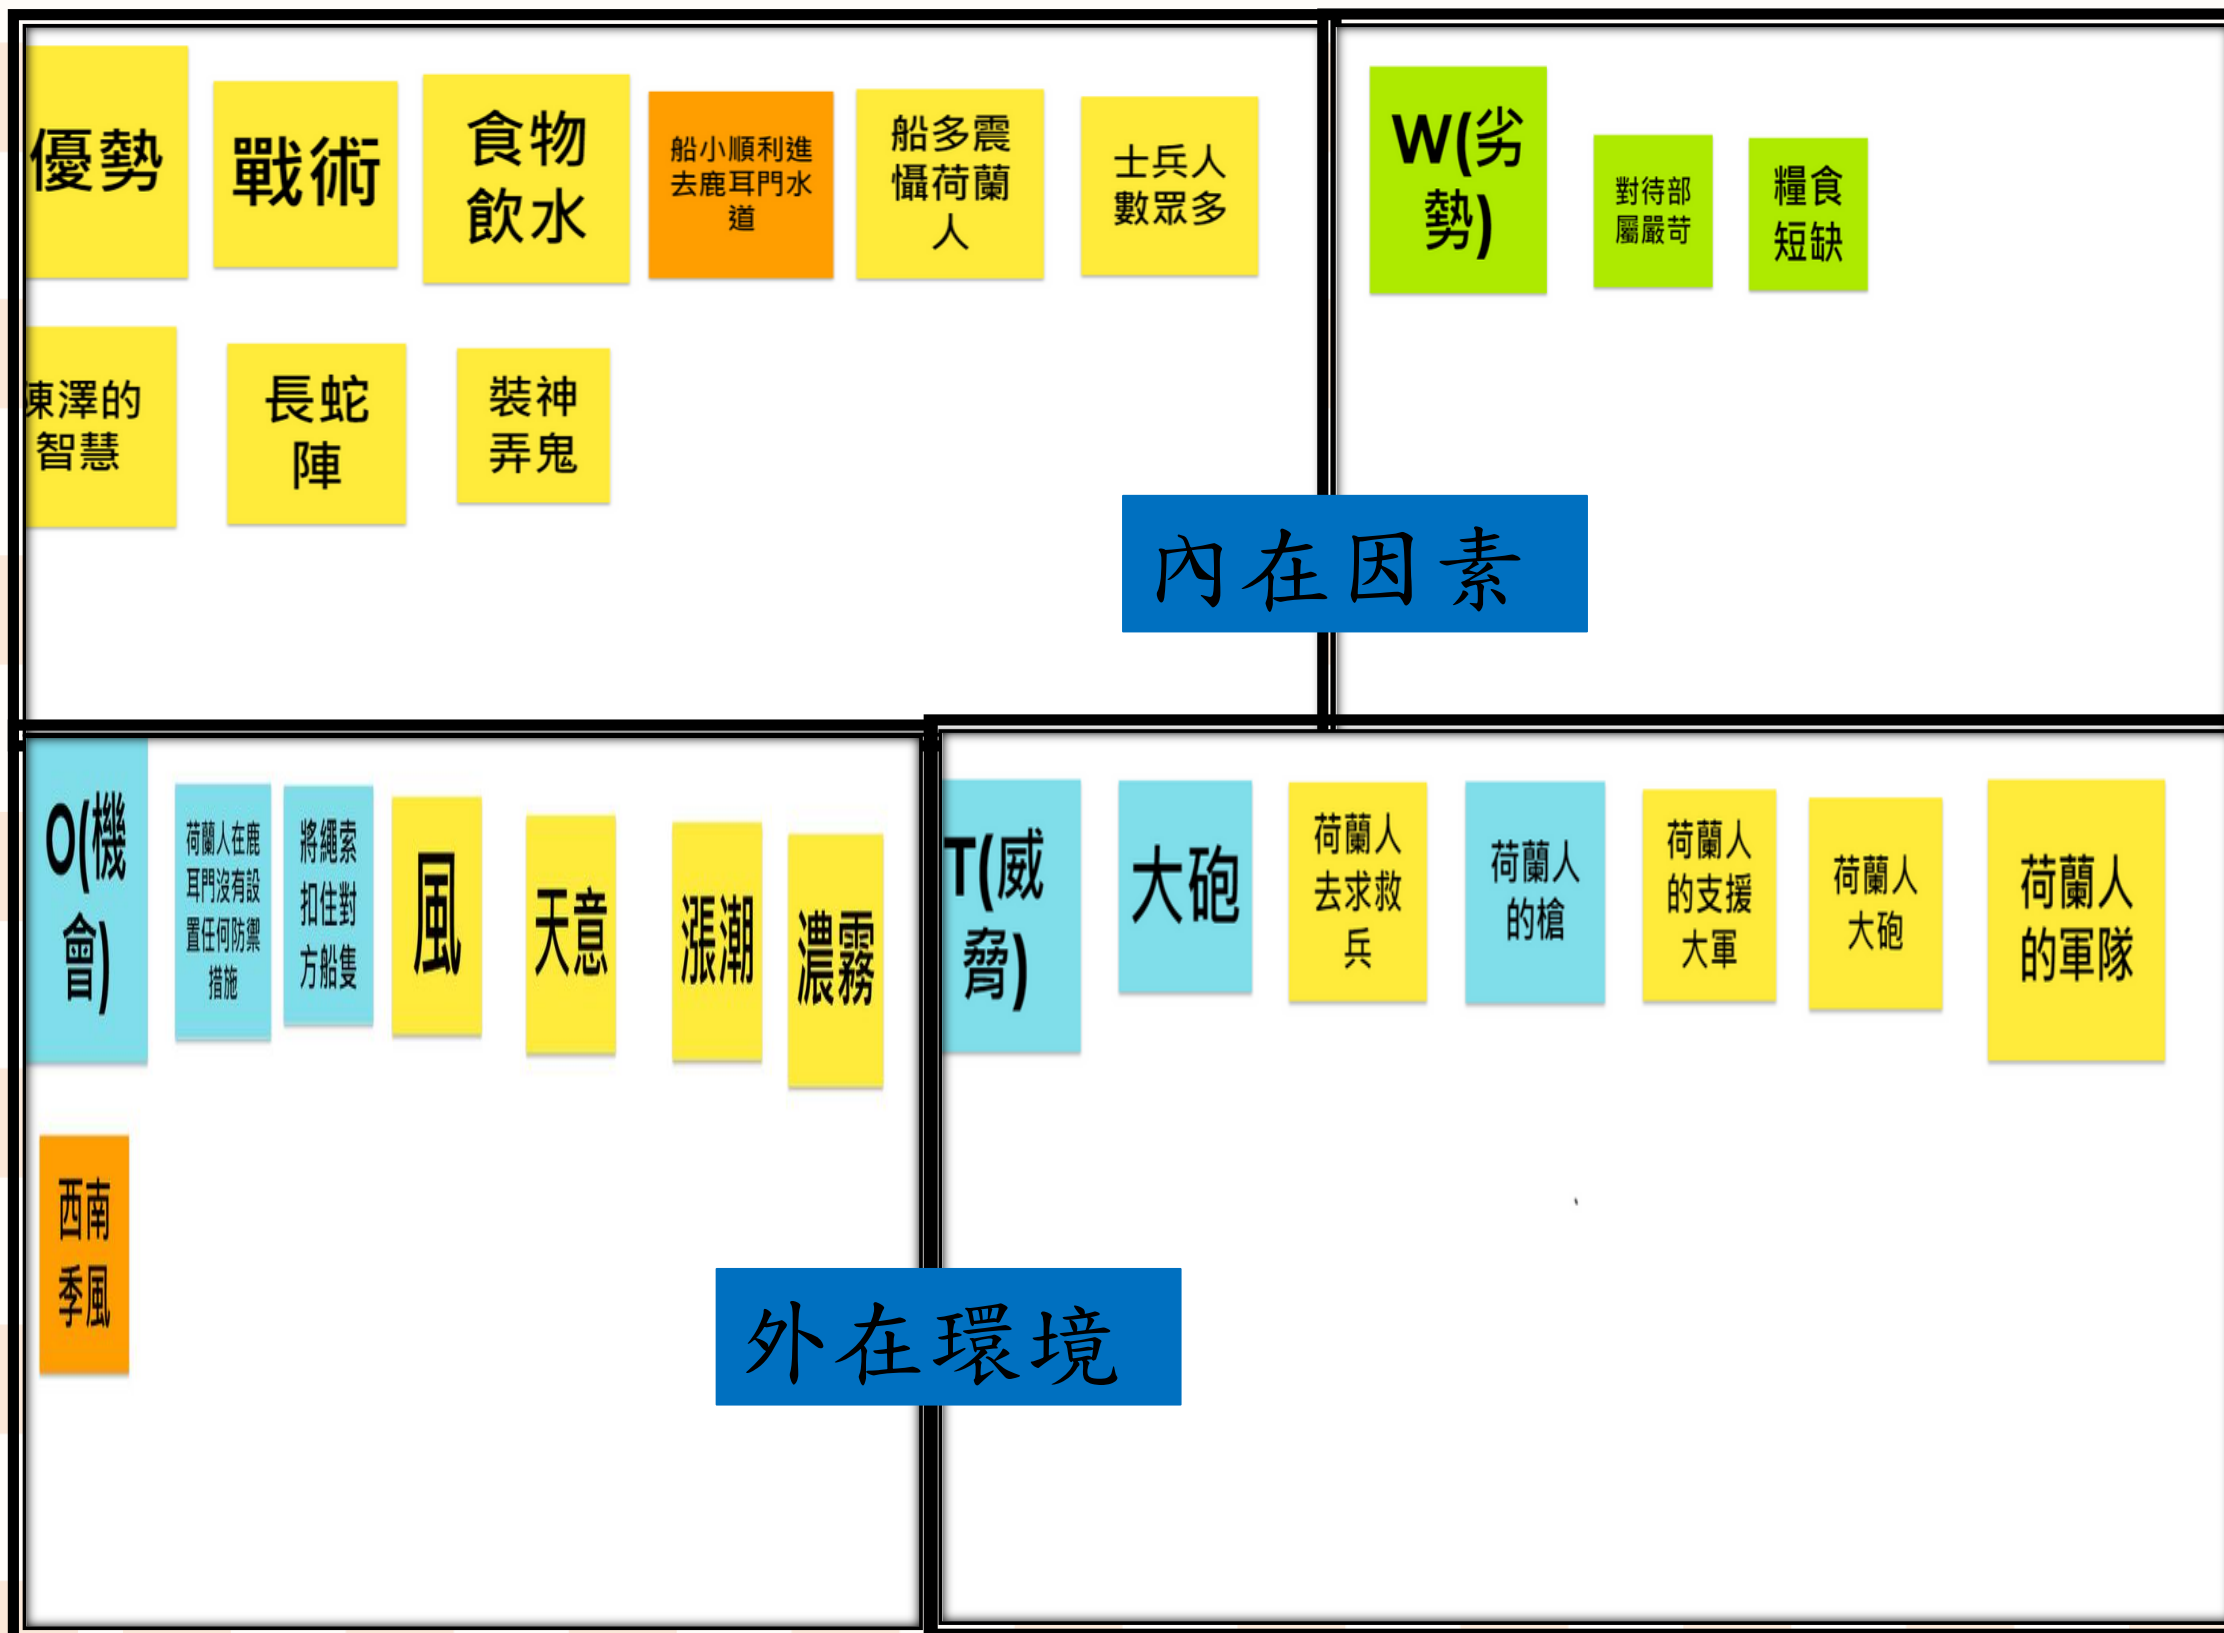 優勢
戰術
食物
飲水
船小順利進
去鹿耳門水
道
船多震
懾荷蘭
人
士兵人
數眾多
陳澤的
智慧
長蛇
陣
裝神
弄鬼
W(劣
勢)
對待部
屬嚴苛
糧食
短缺
內在因素
O(機
會)
荷蘭人在鹿
耳門沒有設
置任何防禦
措施
將繩索
扣住對
方船隻
風
天意
漲潮
濃霧
西南
季風
T(威
脅)
大砲
荷蘭人
去求救
兵
荷蘭人
的槍
荷蘭人
的支援
大軍
荷蘭人
大砲
荷蘭人
的軍隊
外在環境